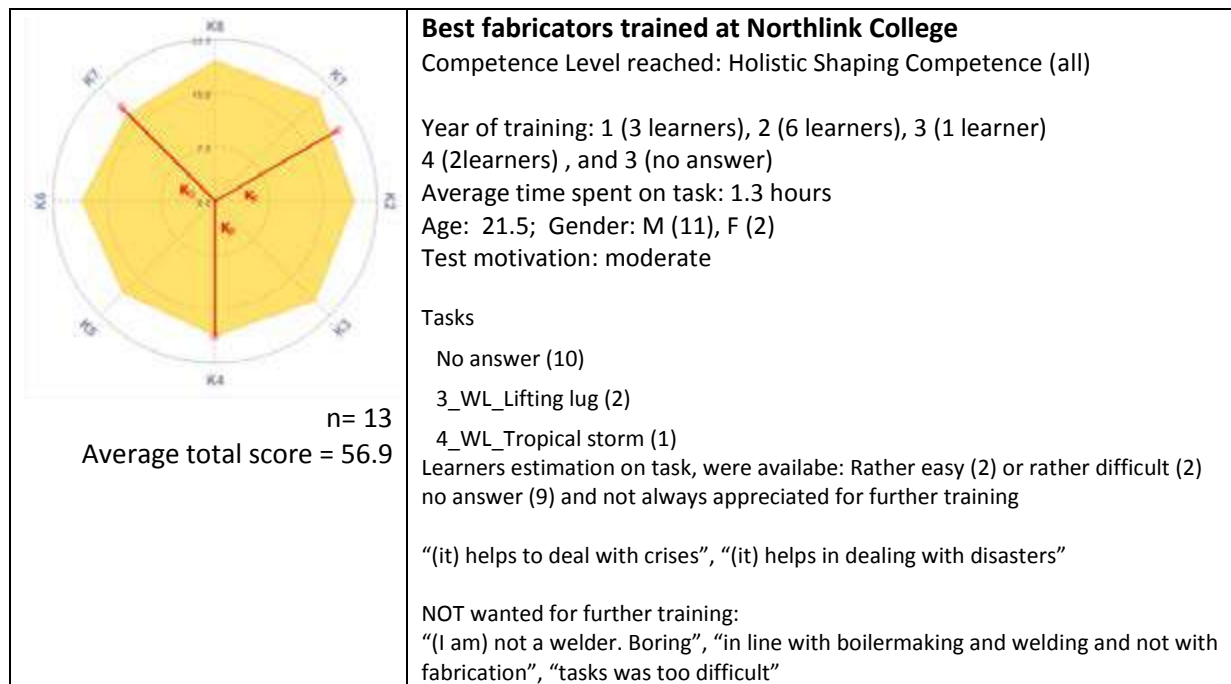 K8
K7
K1
K6
K2
K5
K3
K4
n= 13
Average total score = 56.9
Best fabricators trained at Northlink College
Competence Level reached: Holistic Shaping Competence (all)
Year of training: 1 (3 learners), 2 (6 learners), 3 (1 learner)
4 (2learners) , and 3 (no answer)
Average time spent on task: 1.3 hours
Age: 21.5; Gender: M (11), F (2)
Test motivation: moderate
Tasks
No answer (10)
3_WL_Lifting lug (2)
4_WL_Tropical storm (1)
Learners estimation on task, were availabe: Rather easy (2) or rather difficult (2)
no answer (9) and not always appreciated for further training
“(it) helps to deal with crises”, “(it) helps in dealing with disasters”
NOT wanted for further training:
“(I am) not a welder. Boring”, “in line with boilermaking and welding and not with
fabrication”, “tasks was too difficult”